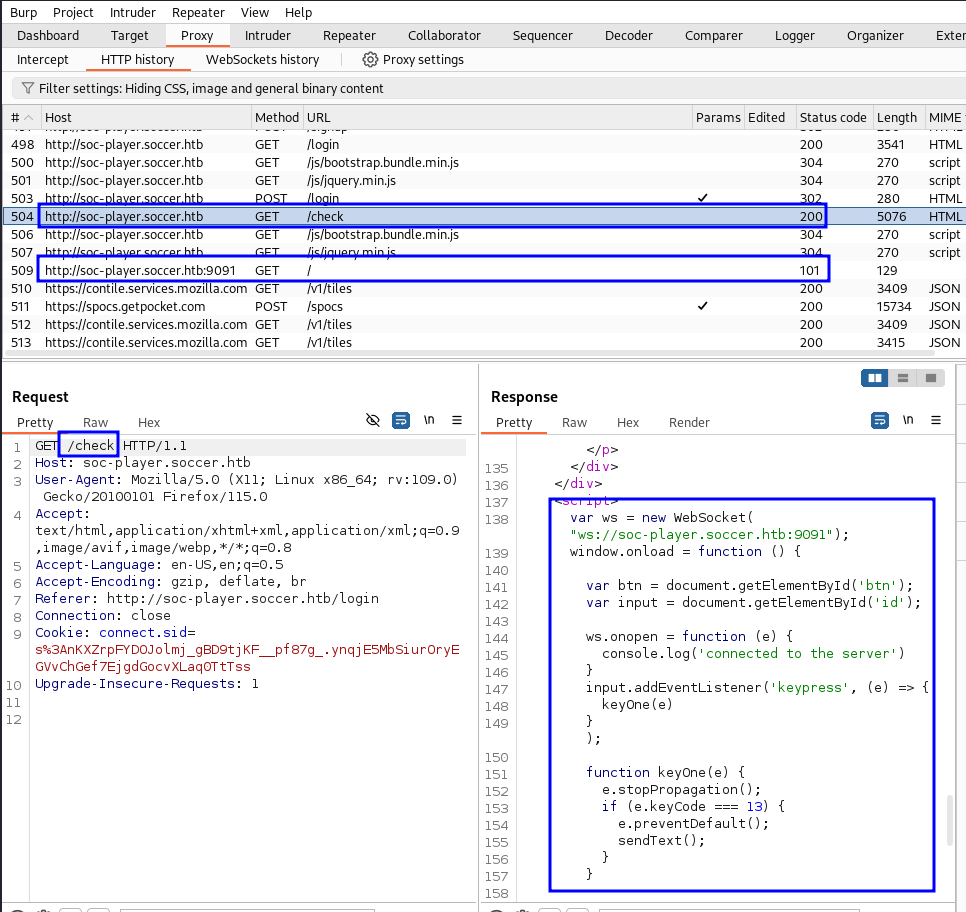 Burp Project Intruder Repeater View Help
Dashboard Target Proxy Intruder Repeater Collaborator Sequencer Decoder Comparer Logger Organizer Exten
Intercept HTTP history WebSockets history Proxy settings
Filter settings: Hiding CSS, image and general binary content
# Host Method URL Params Edited Status code Length MIME
498 http://soc-player.soccer.htb GET /login 200 3541 HTML
500 http://soc-player.soccer.htb GET /js/bootstrap.bundle.min.js 304 270 script
501 http://soc-player.soccer.htb GET /js/jquery.min.js 304 270 script
503 http://soc-player.soccer.htb POST /login ✓ 302 280 HTML
504 http://soc-player.soccer.htb GET /check 200 5076 HTML
506 http://soc-player.soccer.htb GET /js/bootstrap.bundle.min.js 304 270 script
507 http://soc-player.soccer.htb GET /js/jquery.min.js 304 270 script
509 http://soc-player.soccer.htb:9091 GET / 101 129
510 https://contile.services.mozilla.com GET /v1/tiles 200 3409 JSON
511 https://spocs.getpocket.com POST /spocs ✓ 200 15734 JSON
512 https://contile.services.mozilla.com GET /v1/tiles 200 3409 JSON
513 https://contile.services.mozilla.com GET /v1/tiles 200 3415 JSON
Request
Pretty Raw Hex \n
1 GET /check HTTP/1.1
2 Host: soc-player.soccer.htb
3 User-Agent: Mozilla/5.0 (X11; Linux x86_64; rv:109.0)
Gecko/20100101 Firefox/115.0
4 Accept:
text/html,application/xhtml+xml,application/xml;q=0.9
,image/avif,image/webp,*/*;q=0.8
5 Accept-Language: en-US,en;q=0.5
6 Accept-Encoding: gzip, deflate, br
7 Referer: http://soc-player.soccer.htb/login
8 Connection: close
9 Cookie: connect.sid=
s%3AnKXZrpFYDOJolmj_gBD9tjKF__pf87g_.ynqjE5MbSiurOryE
GVvChGef7EjgdGocvXLaq0TtTss
10 Upgrade-Insecure-Requests: 1
11
12
Response
Pretty Raw Hex Render \n
</p>
135 </div>
136 </div>
137 <script>
138 var ws = new WebSocket(
"ws://soc-player.soccer.htb:9091");
139 window.onload = function () {
140
141 var btn = document.getElementById('btn');
142 var input = document.getElementById('id');
143
144 ws.onopen = function (e) {
145 console.log('connected to the server')
146 }
147 input.addEventListener('keypress', (e) => {
148 keyOne(e)
149 }
);
150
151 function keyOne(e) {
152 e.stopPropagation();
153 if (e.keyCode === 13) {
154 e.preventDefault();
155 sendText();
156 }
157 }
158